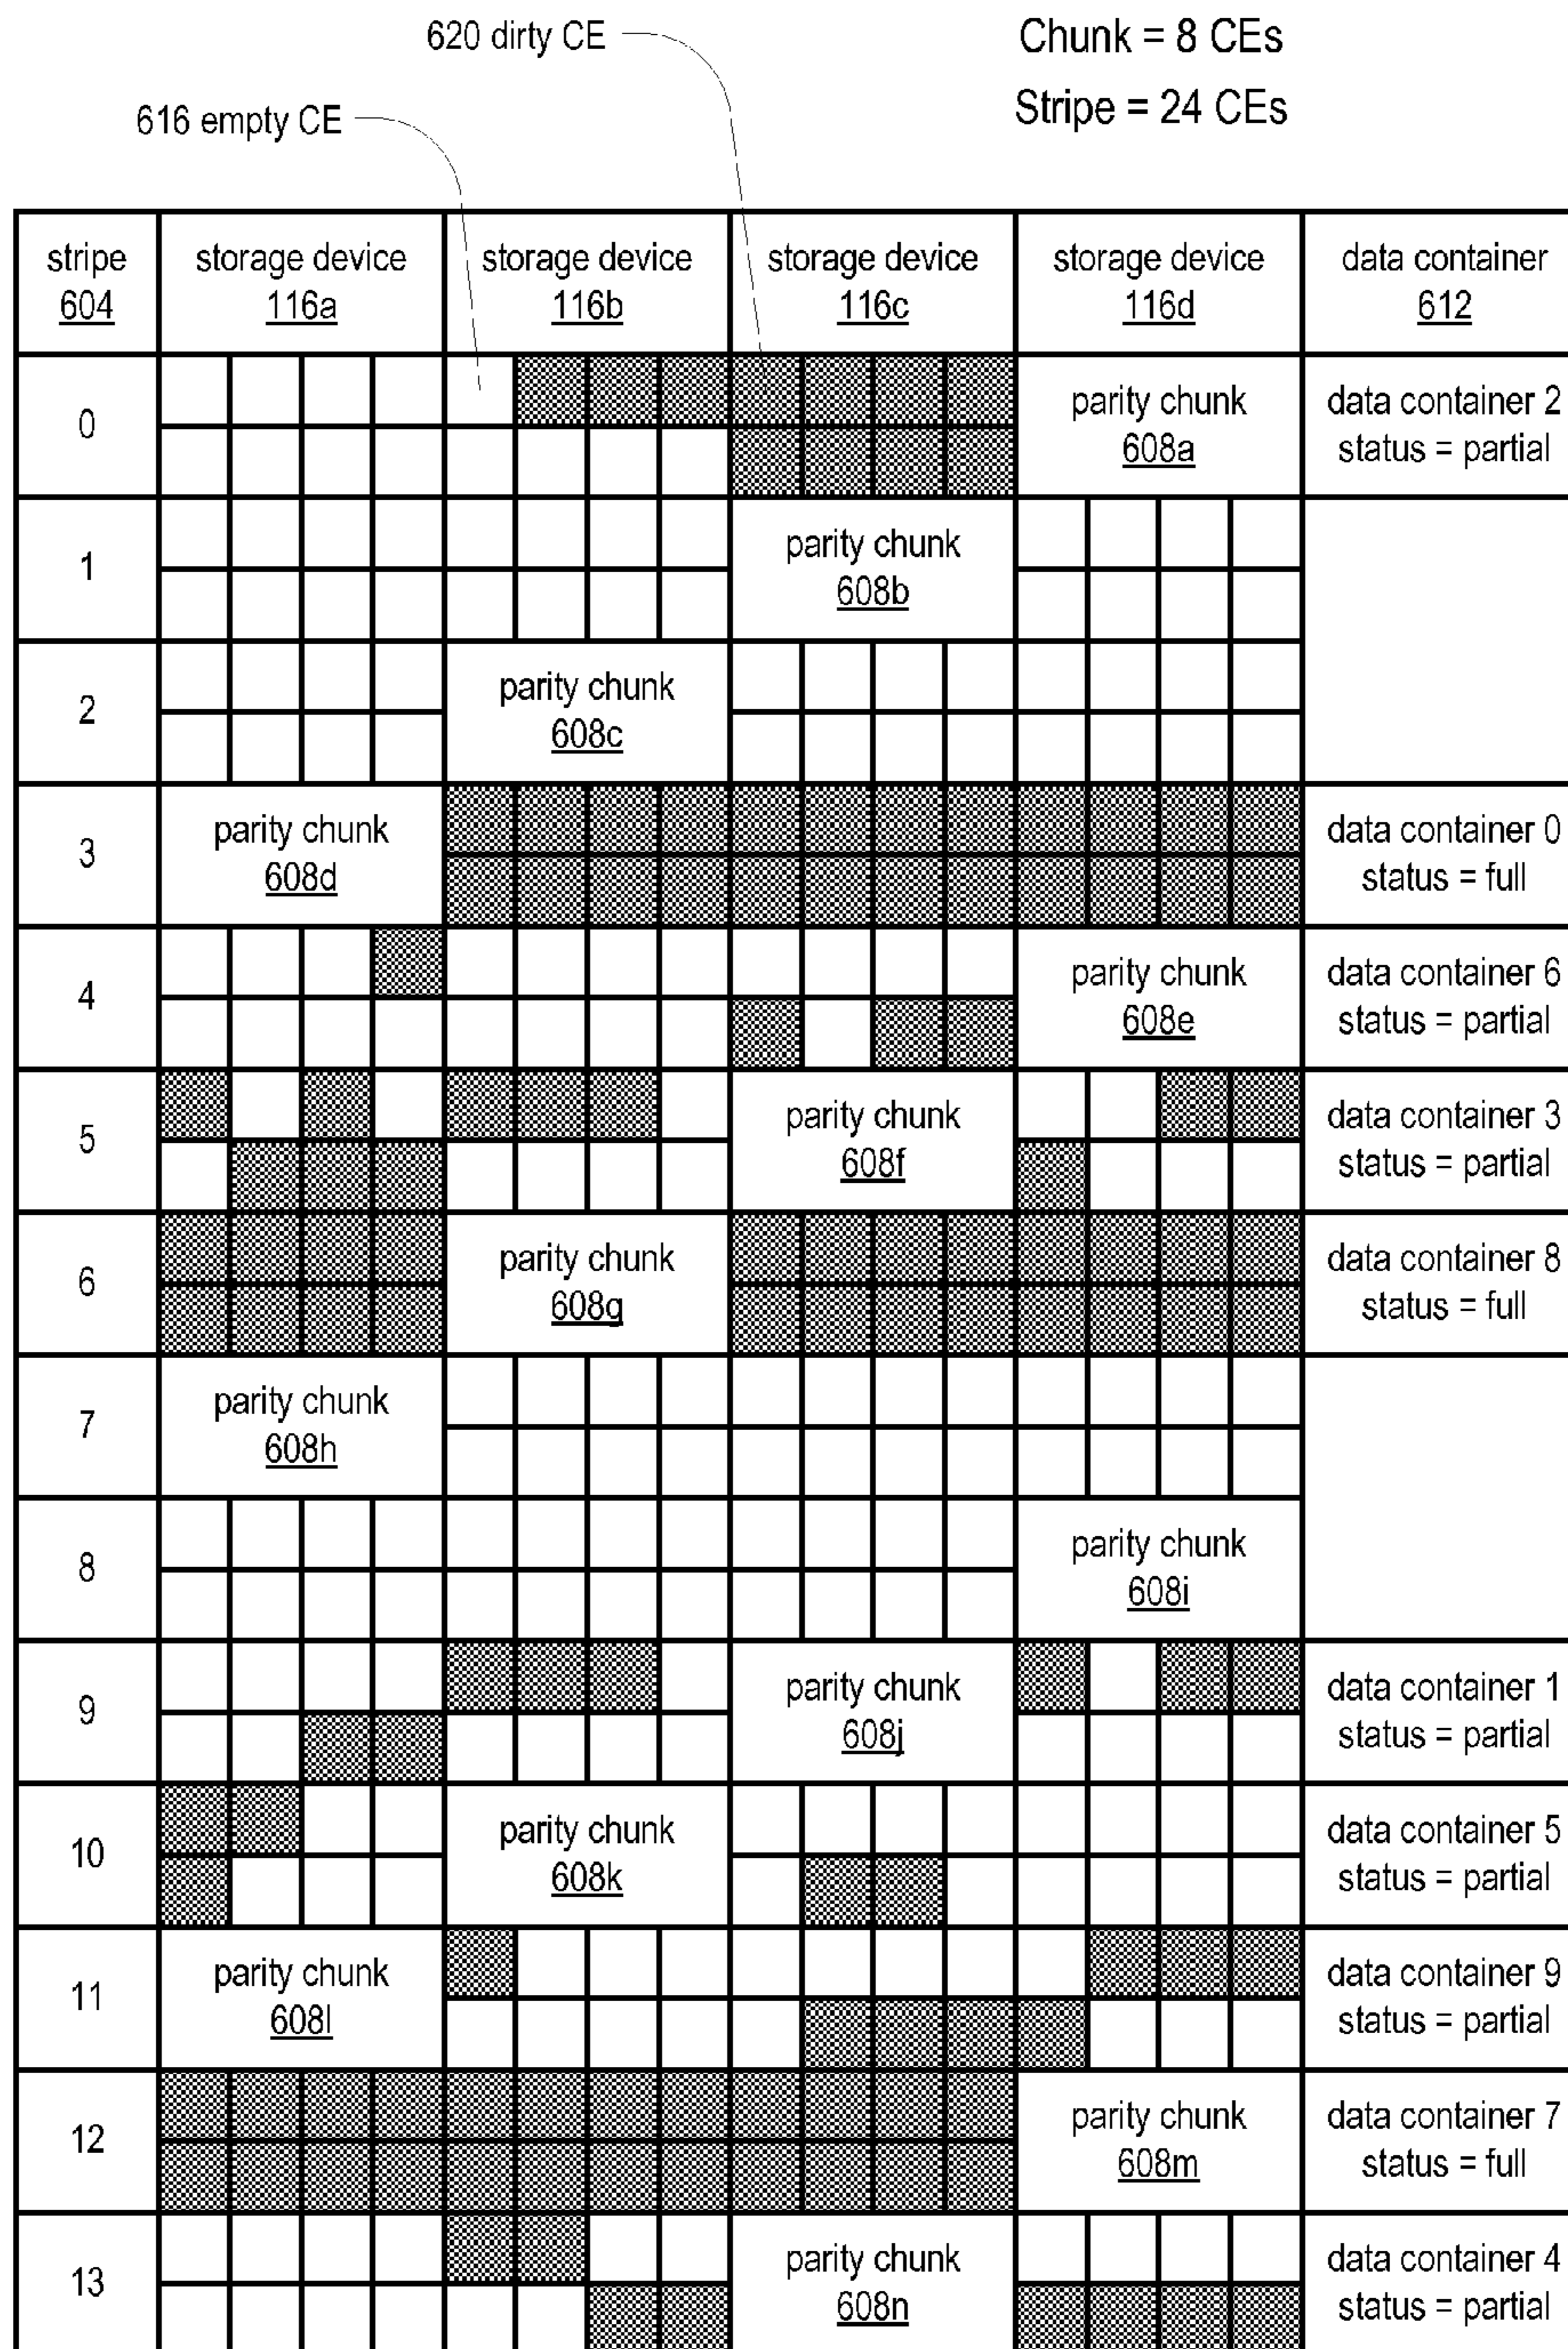 620 dirty CE
Chunk = 8 CEs
616 empty CE
Stripe = 24 CEs
stripe
604
storage device
116a
storage device
116b
storage device
116c
storage device
116d
data container
612
0
parity chunk
608a
data container 2
status = partial
1
parity chunk
608b
2
parity chunk
608c
3
parity chunk
608d
data container 0
status = full
4
parity chunk
608e
data container 6
status = partial
5
parity chunk
608f
data container 3
status = partial
6
parity chunk
608g
data container 8
status = full
7
parity chunk
608h
8
parity chunk
608i
9
parity chunk
608j
data container 1
status = partial
10
parity chunk
608k
data container 5
status = partial
11
parity chunk
608l
data container 9
status = partial
12
parity chunk
608m
data container 7
status = full
13
parity chunk
608n
data container 4
status = partial